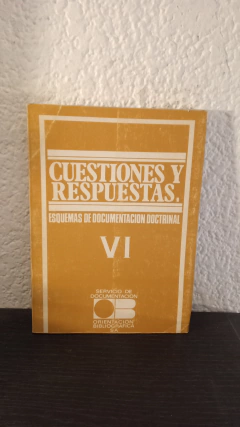 CUESTIONES Y
RESPUESTAS.
ESQUEMAS DE DOCUMENTACION DOCTRINAL
VI
SERVICIO DE
DOCUMENTACION
ORIENTACION
BIBLIOGRAFICA